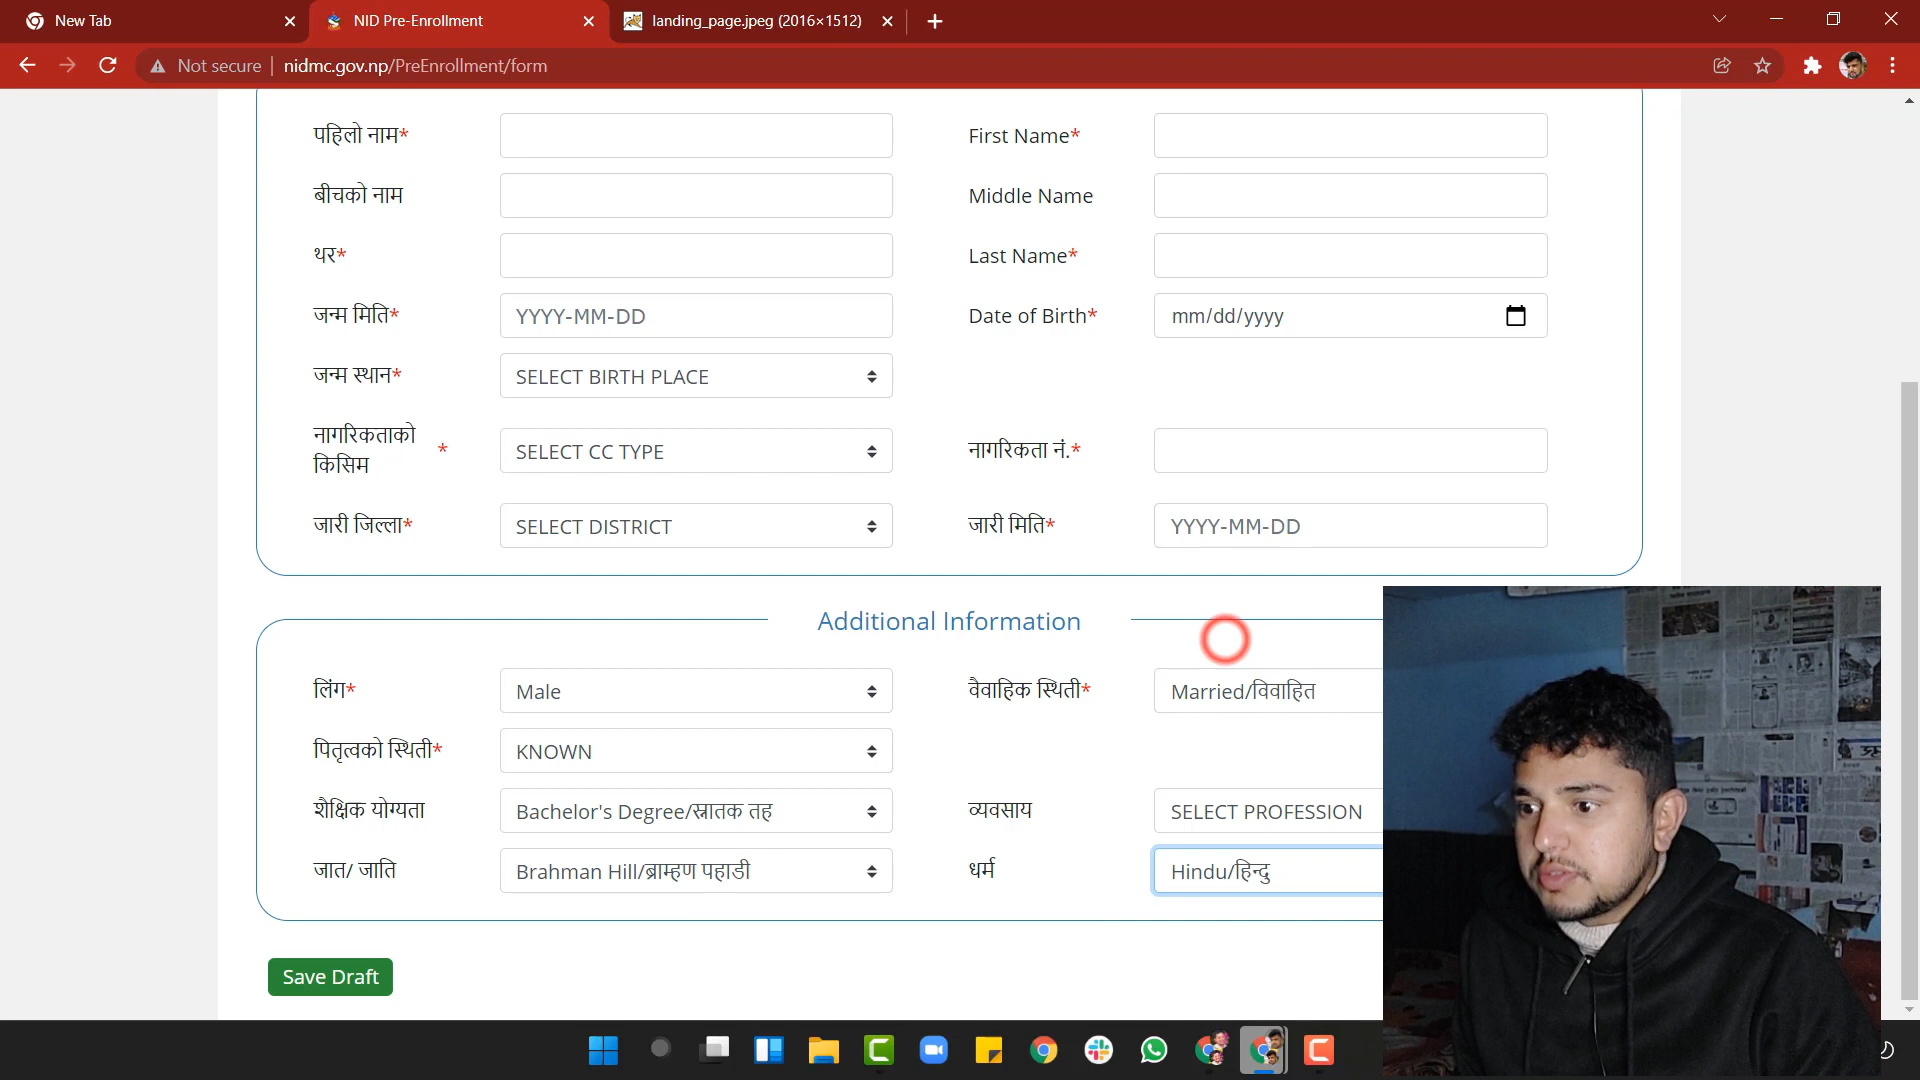 New Tab
NID Pre-Enrollment
landing_page.jpeg (2016×1512)
Not secure
nidmc.gov.np/PreEnrollment/form
पहिलो नाम*
First Name*
बीचको नाम
Middle Name
थर*
Last Name*
जन्म मिति*
YYYY-MM-DD
Date of Birth*
mm/dd/yyyy
जन्म स्थान*
SELECT BIRTH PLACE
नागरिकताको
किसिम
*
SELECT CC TYPE
नागरिकता नं.*
जारी जिल्ला*
SELECT DISTRICT
जारी मिति*
YYYY-MM-DD
Additional Information
लिंग*
Male
वैवाहिक स्थिती*
Married/विवाहित
पितृत्वको स्थिती*
KNOWN
शैक्षिक योग्यता
Bachelor's Degree/स्नातक तह
व्यवसाय
SELECT PROFESSION
जात/ जाति
Brahman Hill/ब्राम्हण पहाडी
धर्म
Hindu/हिन्दु
Save Draft